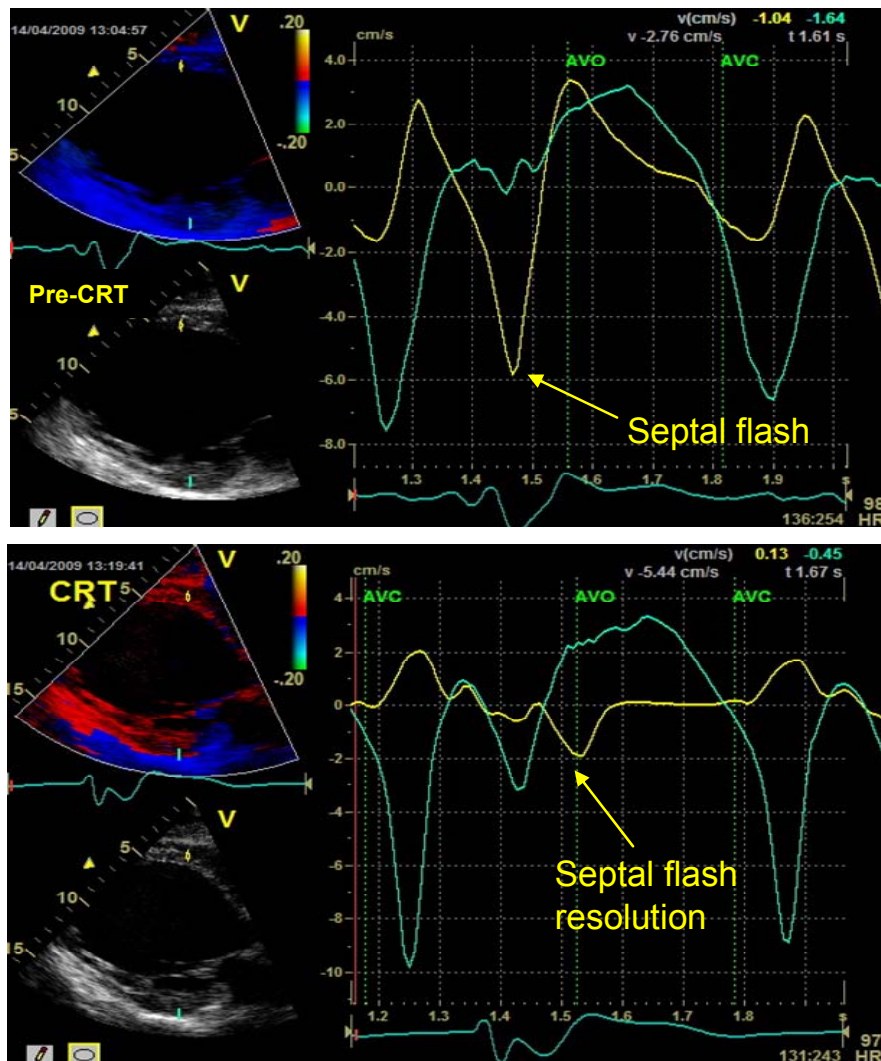 14/04/2009 13:04:57
V
.20
-.20
5
10
5
V
Pre-CRT
10
5
v(cm/s) -1.04 -1.64
v -2.76 cm/s t 1.61 s
cm/s
AVO
AVC
4.0
2.0
0.0
-2.0
-4.0
-6.0
-8.0
Septal flash
1.3 1.4 1.5 1.6 1.7 1.8 1.9 s
98
136:254 HR
14/04/2009 13:19:41
V
.20
-.20
CRT
5
10
15
V
5
10
15
v(cm/s) 0.13 -0.45
v -5.44 cm/s t 1.67 s
cm/s
AVC
AVO
AVC
4
2
0
-2
-4
-6
-8
-10
Septal flash
resolution
1.2 1.3 1.4 1.5 1.6 1.7 1.8 s
97
131:243 HR